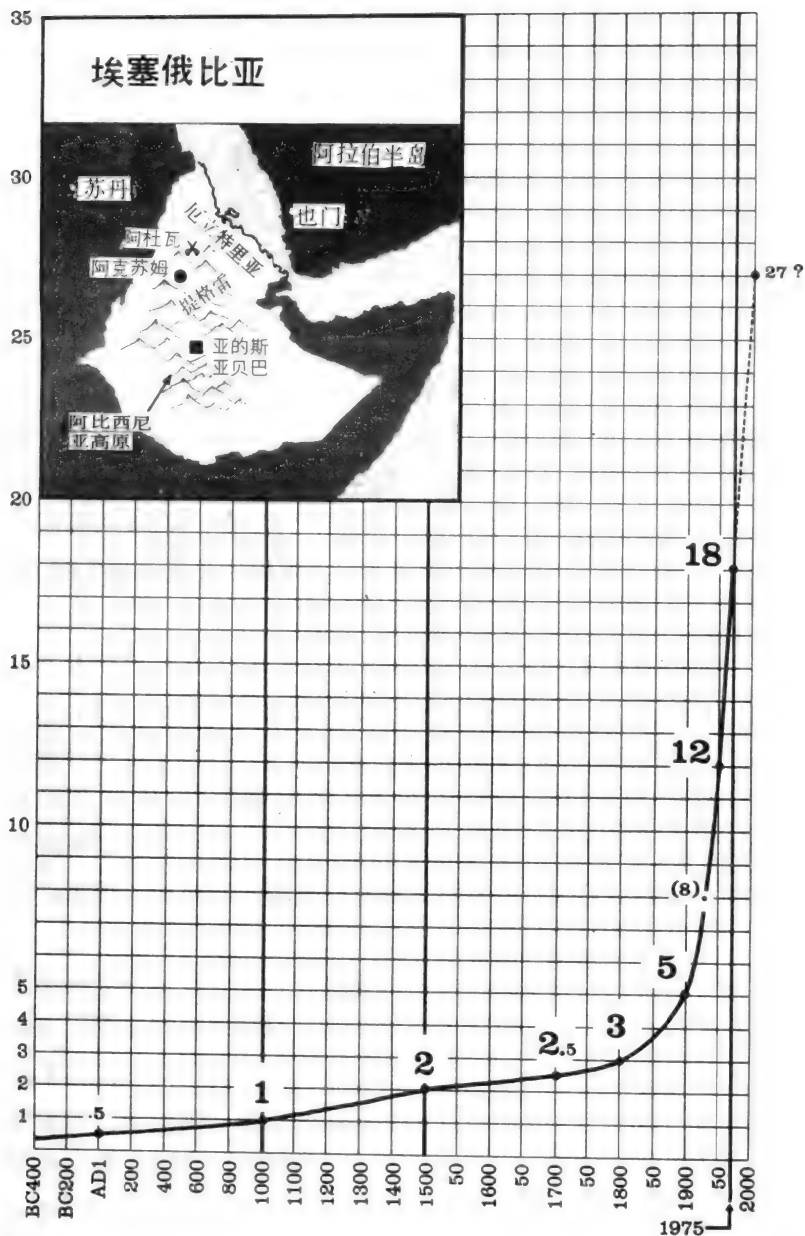 35
埃塞俄比亚
阿拉伯半岛
30
苏丹
也门
厄立特里亚
阿杜瓦
阿克苏姆
提格雷
27 ?
25
亚的斯
亚贝巴
阿比西尼
亚高原
20
18
15
12
10
(8)
5
5
4
3
3
2.5
2
2
1
1
.5
BC400
BC200
AD1
200
400
600
800
1000
1100
1200
1300
1400
1500
50
1600
50
1700
50
1800
50
1900
50
2000
1975